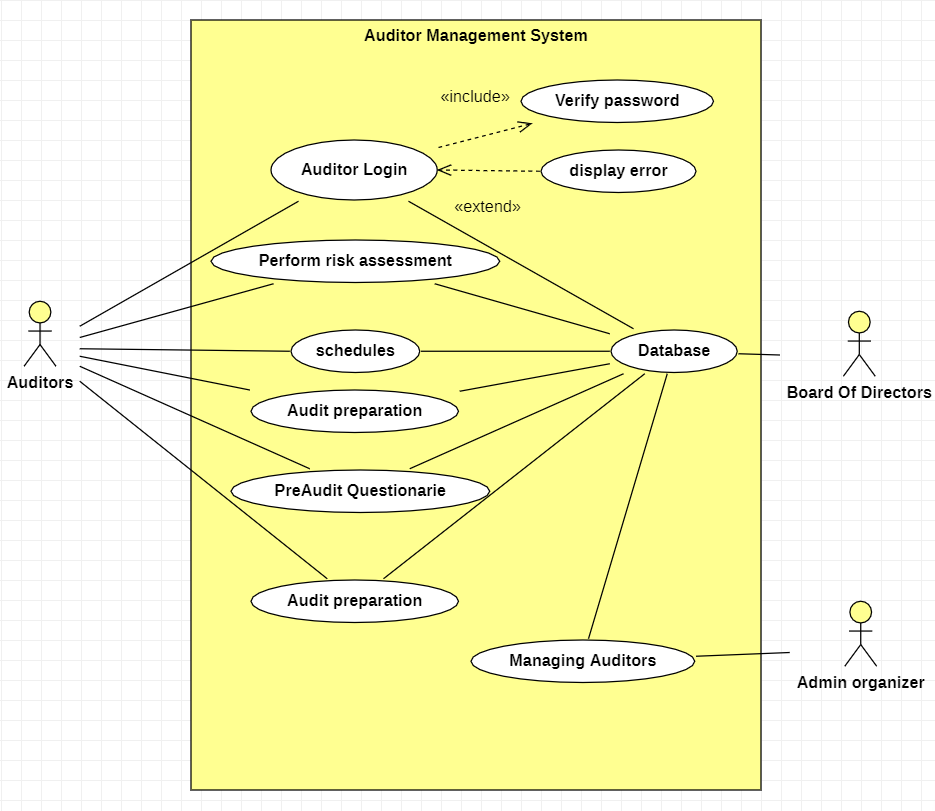 Auditor Management System
«include»
Verify password
Auditor Login
display error
«extend»
Perform risk assessment
schedules
Database
Auditors
Board Of Directors
Audit preparation
PreAudit Questionarie
Audit preparation
Managing Auditors
Admin organizer